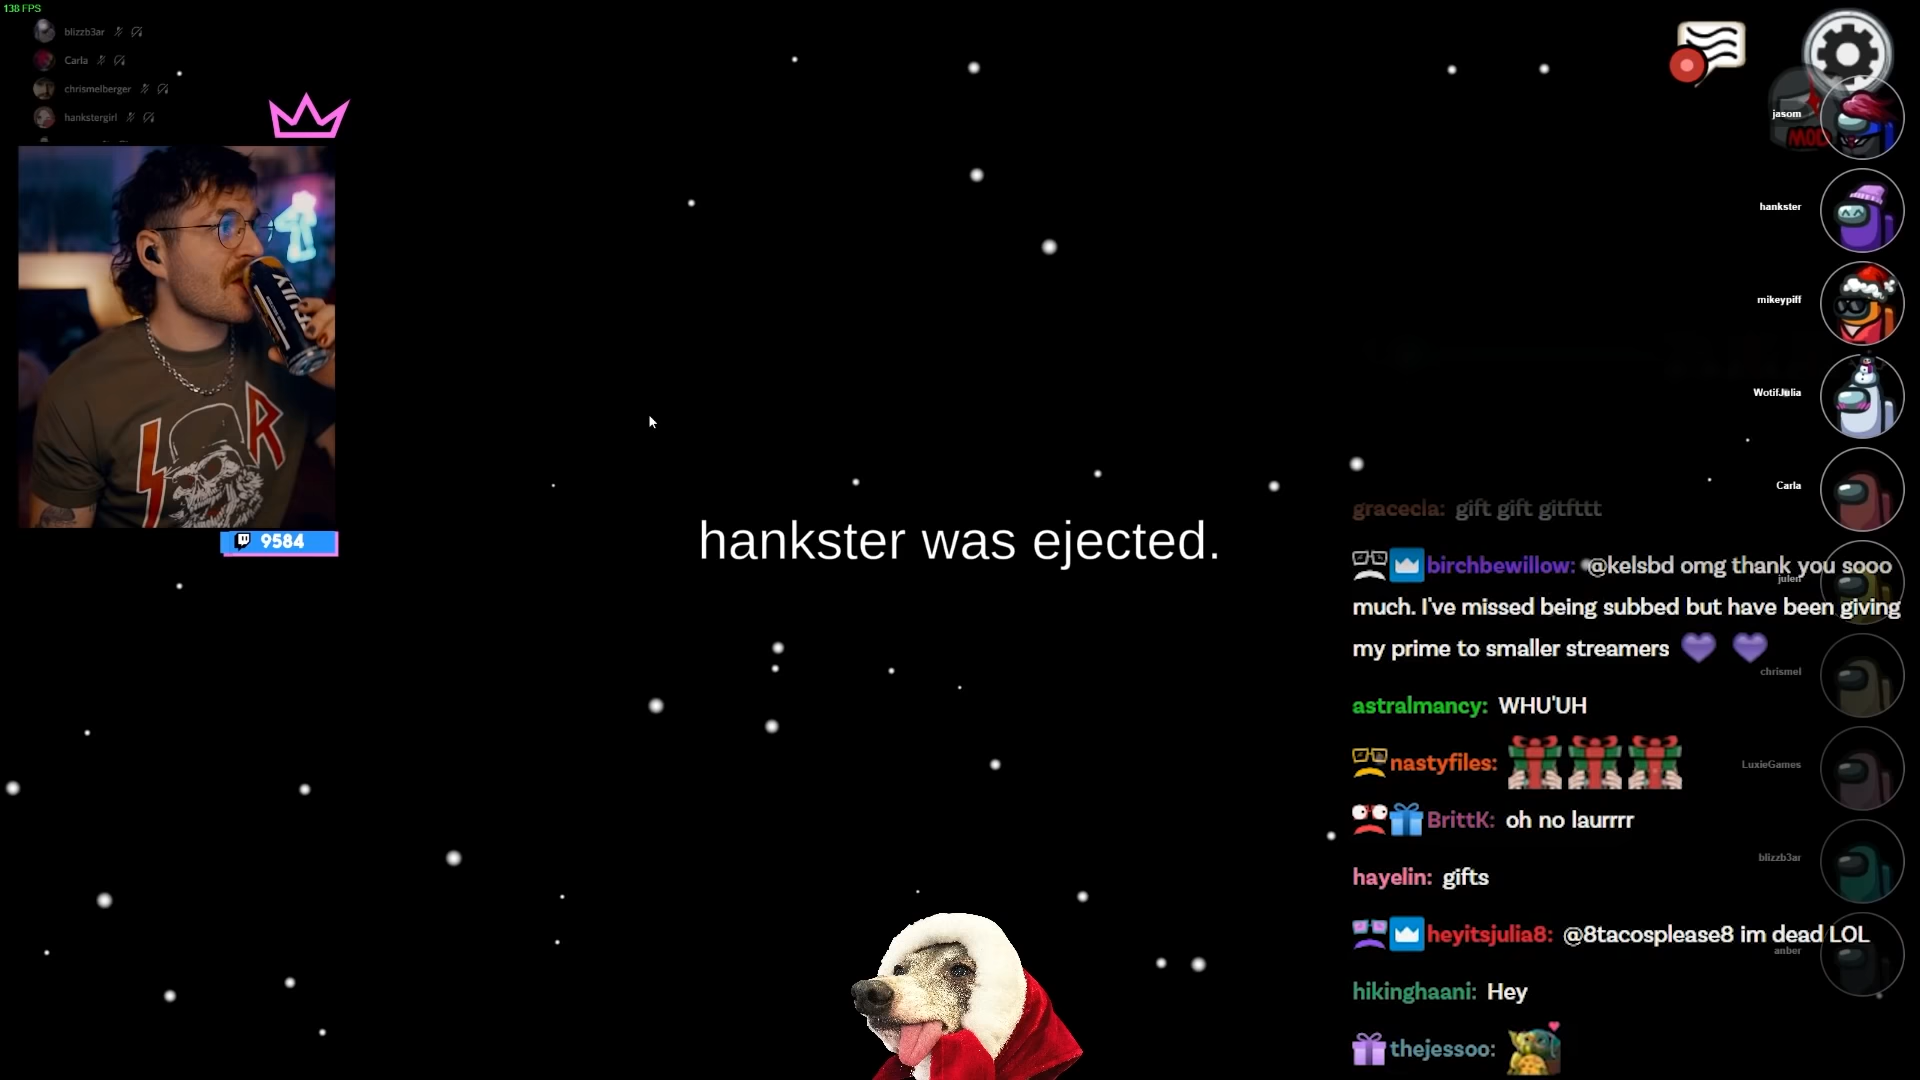 138 FPS
blizzb3ar
Carla
chrismelberger
hankstergirl
9584
hankster was ejected.
MOD
jasom
hankster
mikeypiff
WotifJulia
Carla
julen
chrismel
LuxieGames
blizzb3ar
anber
gracecla: gift gift gitfttt
birchbewillow: @kelsbd omg thank you sooo
much. I've missed being subbed but have been giving
my prime to smaller streamers
astralmancy: WHU'UH
nastyfiles:
BrittK: oh no laurrrr
hayelin: gifts
heyitsjulia8: @8tacosplease8 im dead LOL
hikinghaani: Hey
thejessoo: